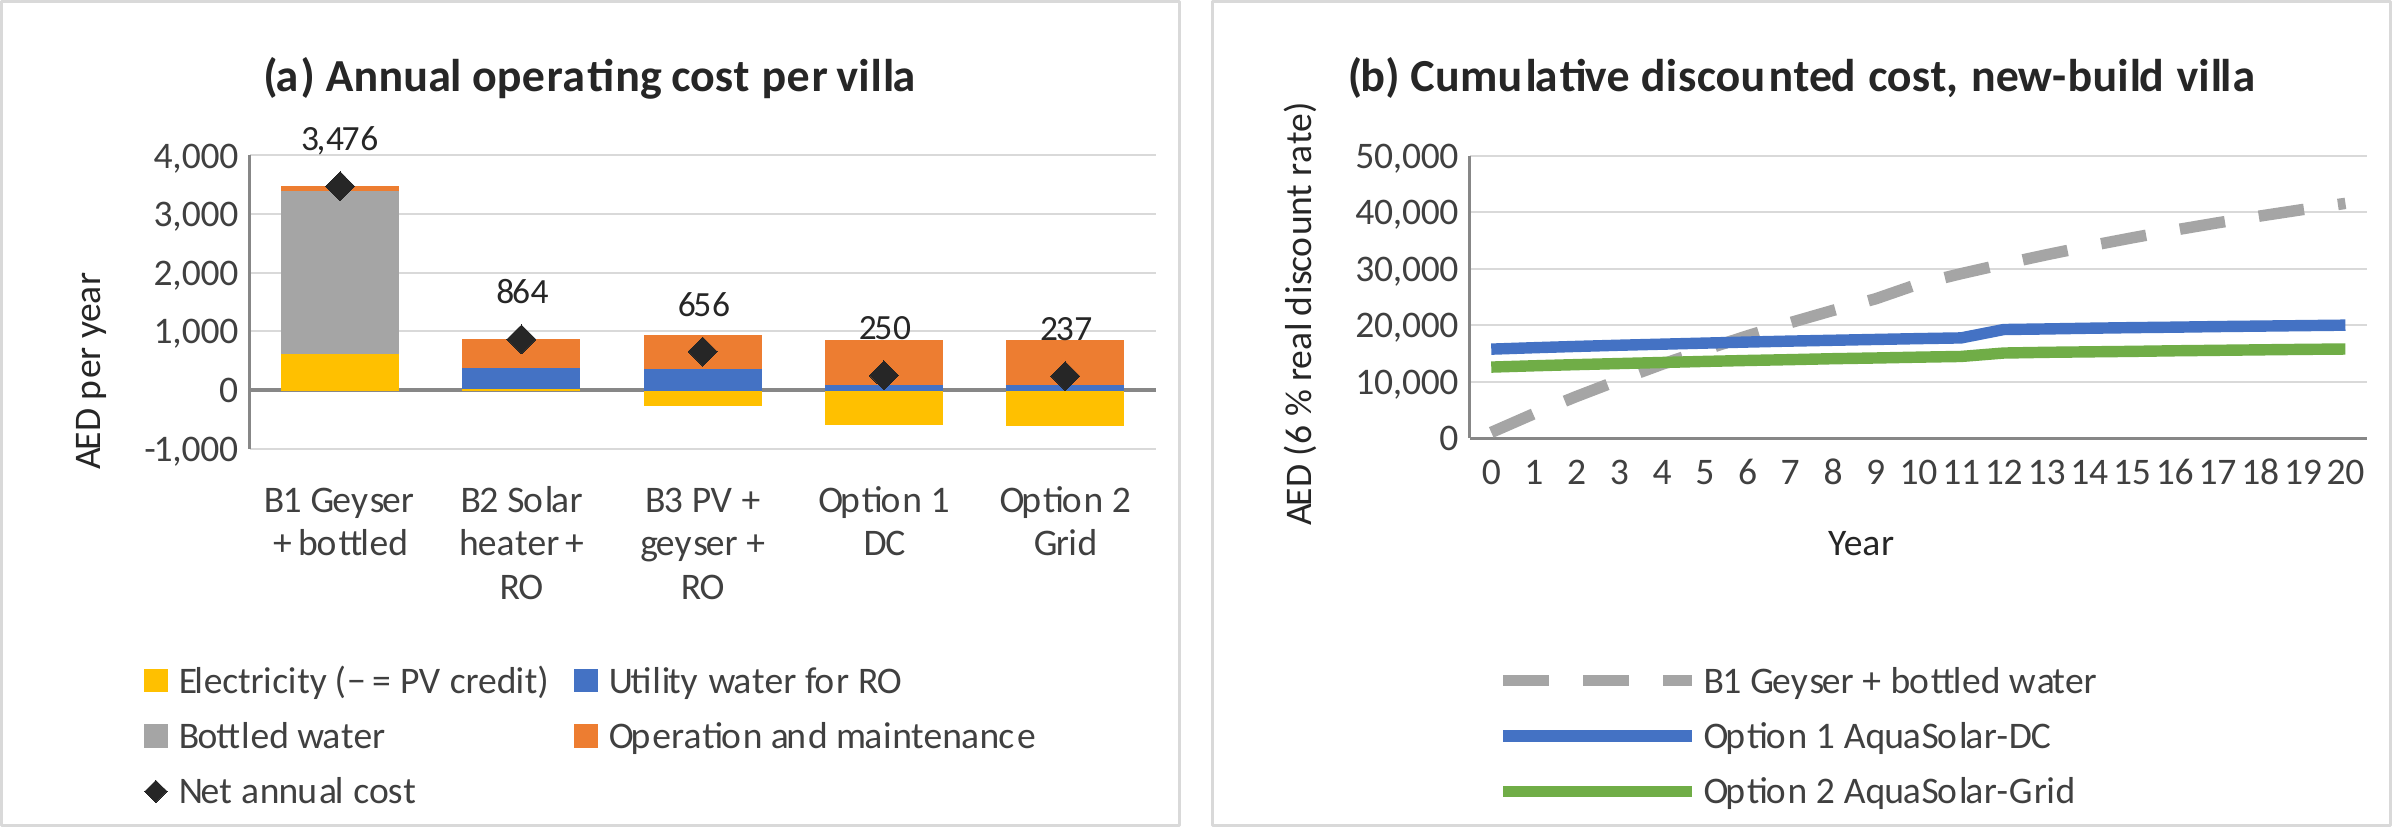 (a) Annual operating cost per villa
3,476
4,000
3,000
2,000
1,000
0
-1,000
AED per year
864
656
250
237
B1 Geyser
+ bottled
B2 Solar
heater +
RO
B3 PV +
geyser +
RO
Option 1
DC
Option 2
Grid
Electricity (− = PV credit)
Utility water for RO
Bottled water
Operation and maintenance
Net annual cost
(b) Cumulative discounted cost, new-build villa
AED (6 % real discount rate)
50,000
40,000
30,000
20,000
10,000
0
0 1 2 3 4 5 6 7 8 9 10 11 12 13 14 15 16 17 18 19 20
Year
B1 Geyser + bottled water
Option 1 AquaSolar-DC
Option 2 AquaSolar-Grid